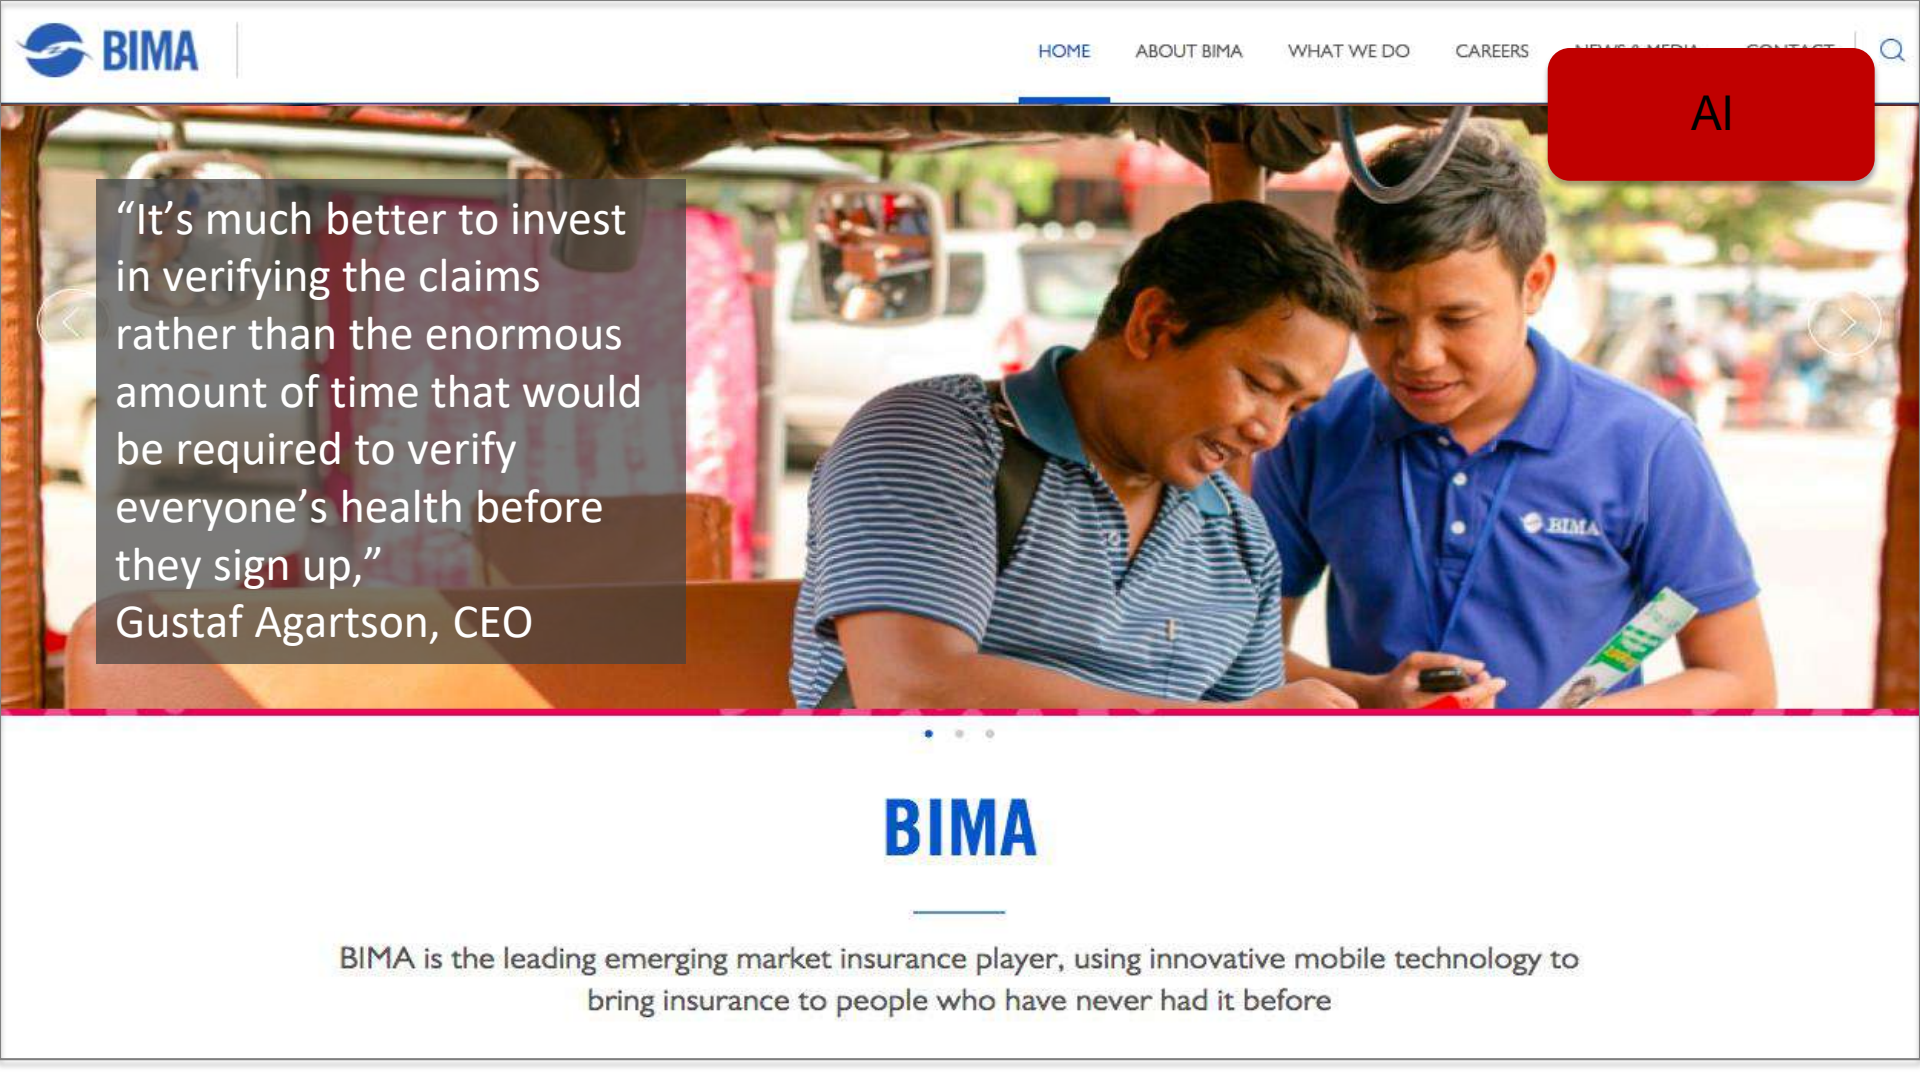 BIMA
HOME ABOUT BIMA WHAT WE DO CAREERS NEWS & MEDIA CONTACT
AI
“It’s much better to invest
in verifying the claims
rather than the enormous
amount of time that would
be required to verify
everyone’s health before
they sign up,”
Gustaf Agartson, CEO
BIMA
BIMA
BIMA is the leading emerging market insurance player, using innovative mobile technology to
bring insurance to people who have never had it before